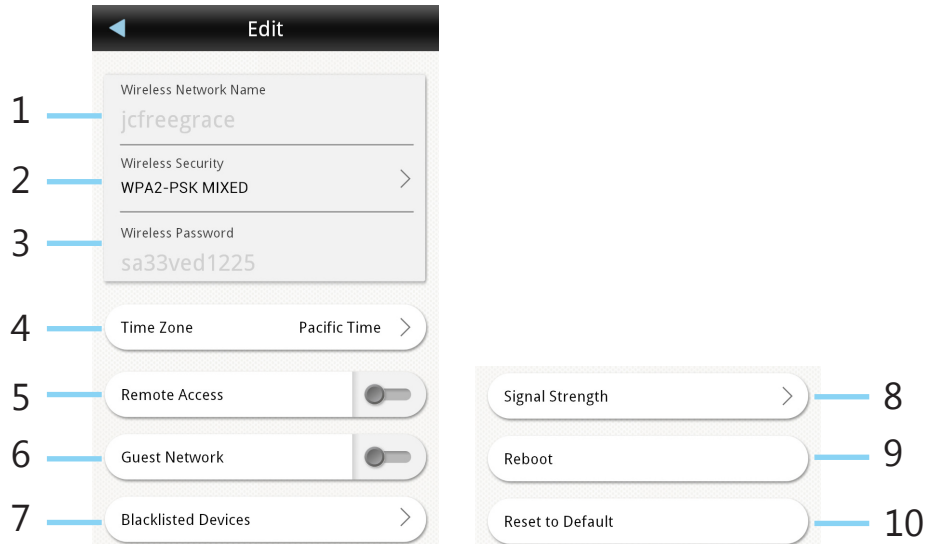 Edit
1
Wireless Network Name
jcfreegrace
2
Wireless Security
WPA2-PSK MIXED
3
Wireless Password
sa33ved1225
4
Time Zone Pacific Time
5
Remote Access
6
Guest Network
7
Blacklisted Devices
Signal Strength
8
Reboot
9
Reset to Default
10